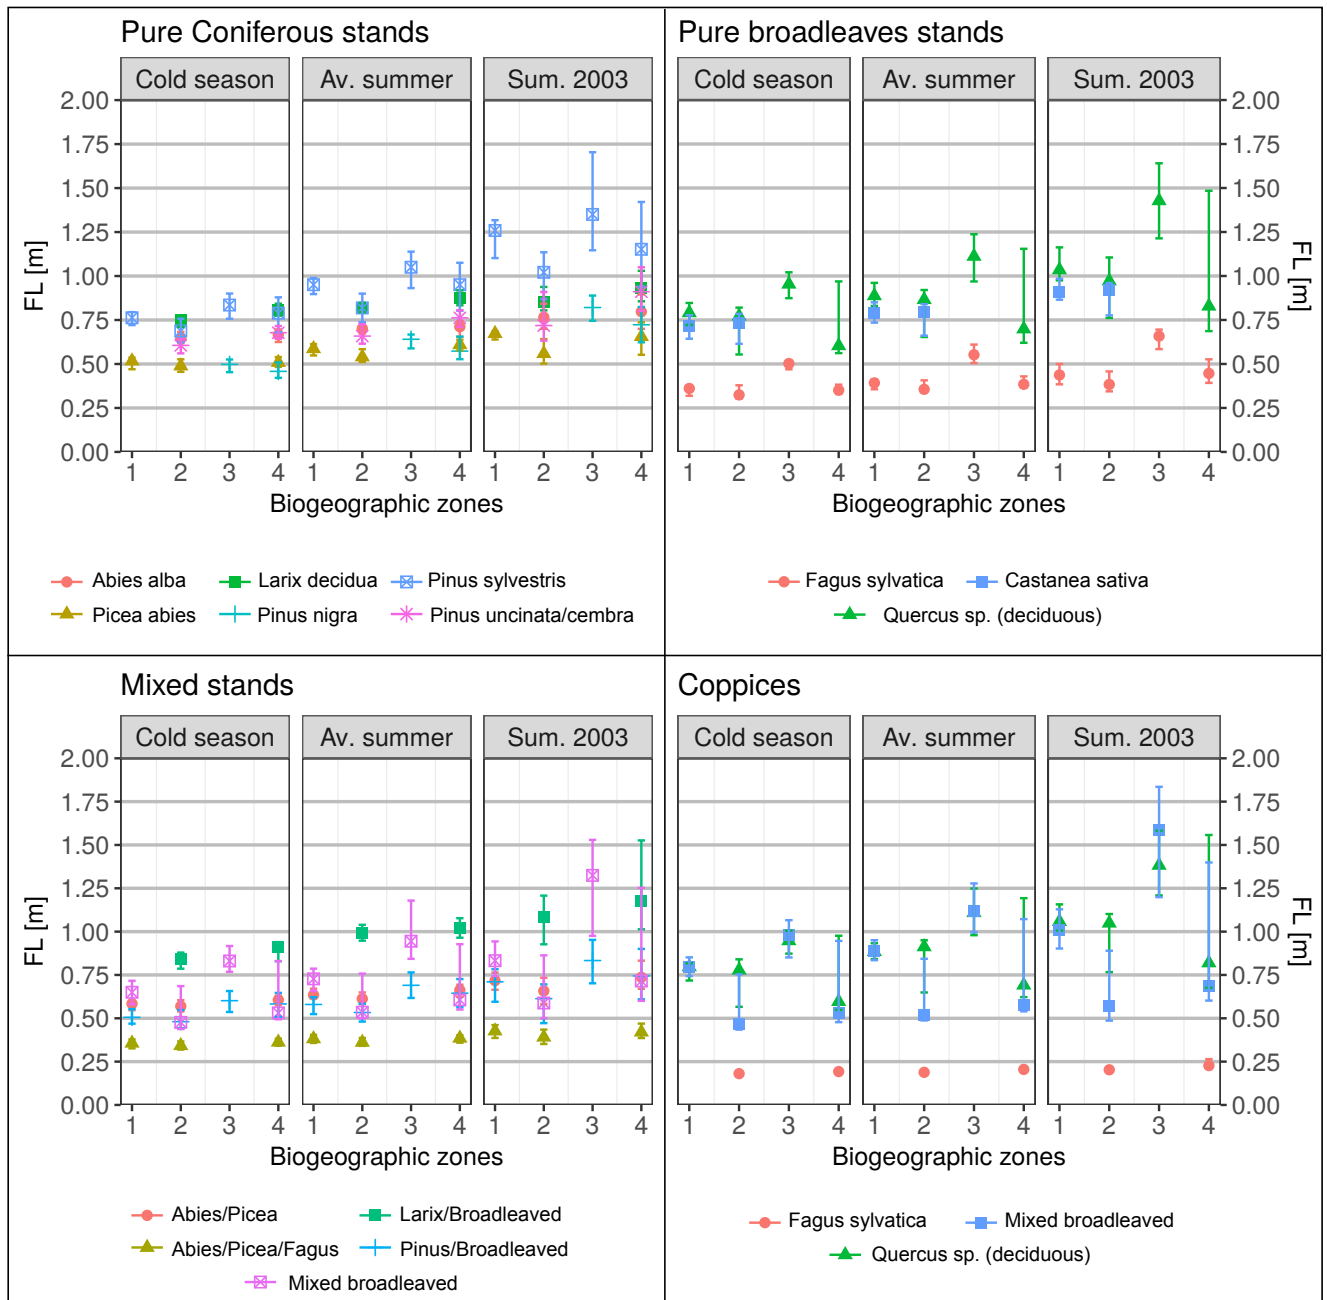 Pure Coniferous stands
Cold season Av. summer Sum. 2003
2.00
1.75
1.50
1.25
1.00
0.75
0.50
0.25
0.00
FL [m]
1 2 3 4 1 2 3 4 1 2 3 4
Biogeographic zones
Abies alba Larix decidua Pinus sylvestris
Picea abies Pinus nigra Pinus uncinata/cembra
Pure broadleaves stands
Cold season Av. summer Sum. 2003
2.00
1.75
1.50
1.25
1.00
0.75
0.50
0.25
0.00
FL [m]
1 2 3 4 1 2 3 4 1 2 3 4
Biogeographic zones
Fagus sylvatica Castanea sativa
Quercus sp. (deciduous)
Mixed stands
Cold season Av. summer Sum. 2003
2.00
1.75
1.50
1.25
1.00
0.75
0.50
0.25
0.00
FL [m]
1 2 3 4 1 2 3 4 1 2 3 4
Biogeographic zones
Abies/Picea Larix/Broadleaved
Abies/Picea/Fagus Pinus/Broadleaved
Mixed broadleaved
Coppices
Cold season Av. summer Sum. 2003
2.00
1.75
1.50
1.25
1.00
0.75
0.50
0.25
0.00
FL [m]
1 2 3 4 1 2 3 4 1 2 3 4
Biogeographic zones
Fagus sylvatica Mixed broadleaved
Quercus sp. (deciduous)